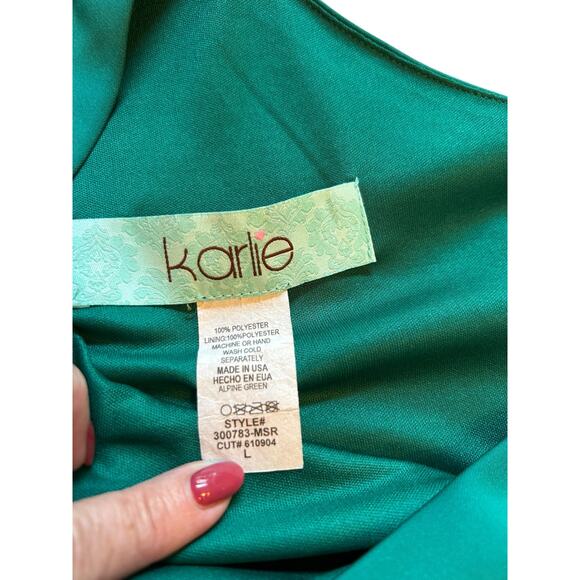 karlie
100% POLYESTER
LINING:100%POLYESTER
MACHINE OR HAND
WASH COLD
SEPARATELY
MADE IN USA
HECHO EN EUA
ALPINE GREEN
STYLE#
300783-MSR
CUT# 610904
L